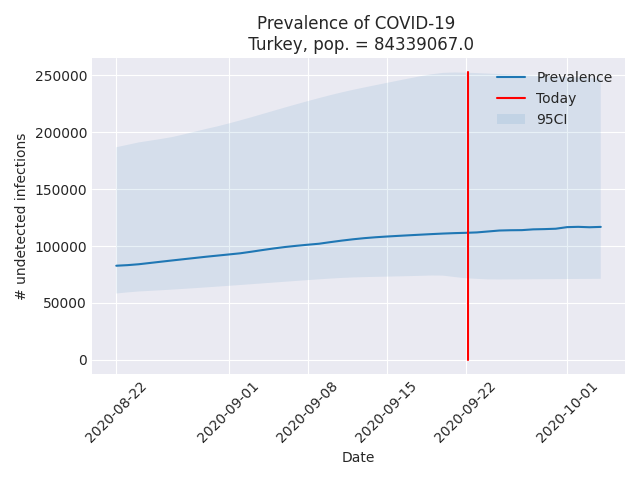 Prevalence of COVID-19
Turkey, pop. = 84339067.0
# undetected infections
250000
200000
150000
100000
50000
0
Prevalence
Today
95CI
2020-08-22
2020-09-01
2020-09-08
2020-09-15
2020-09-22
2020-10-01
Date